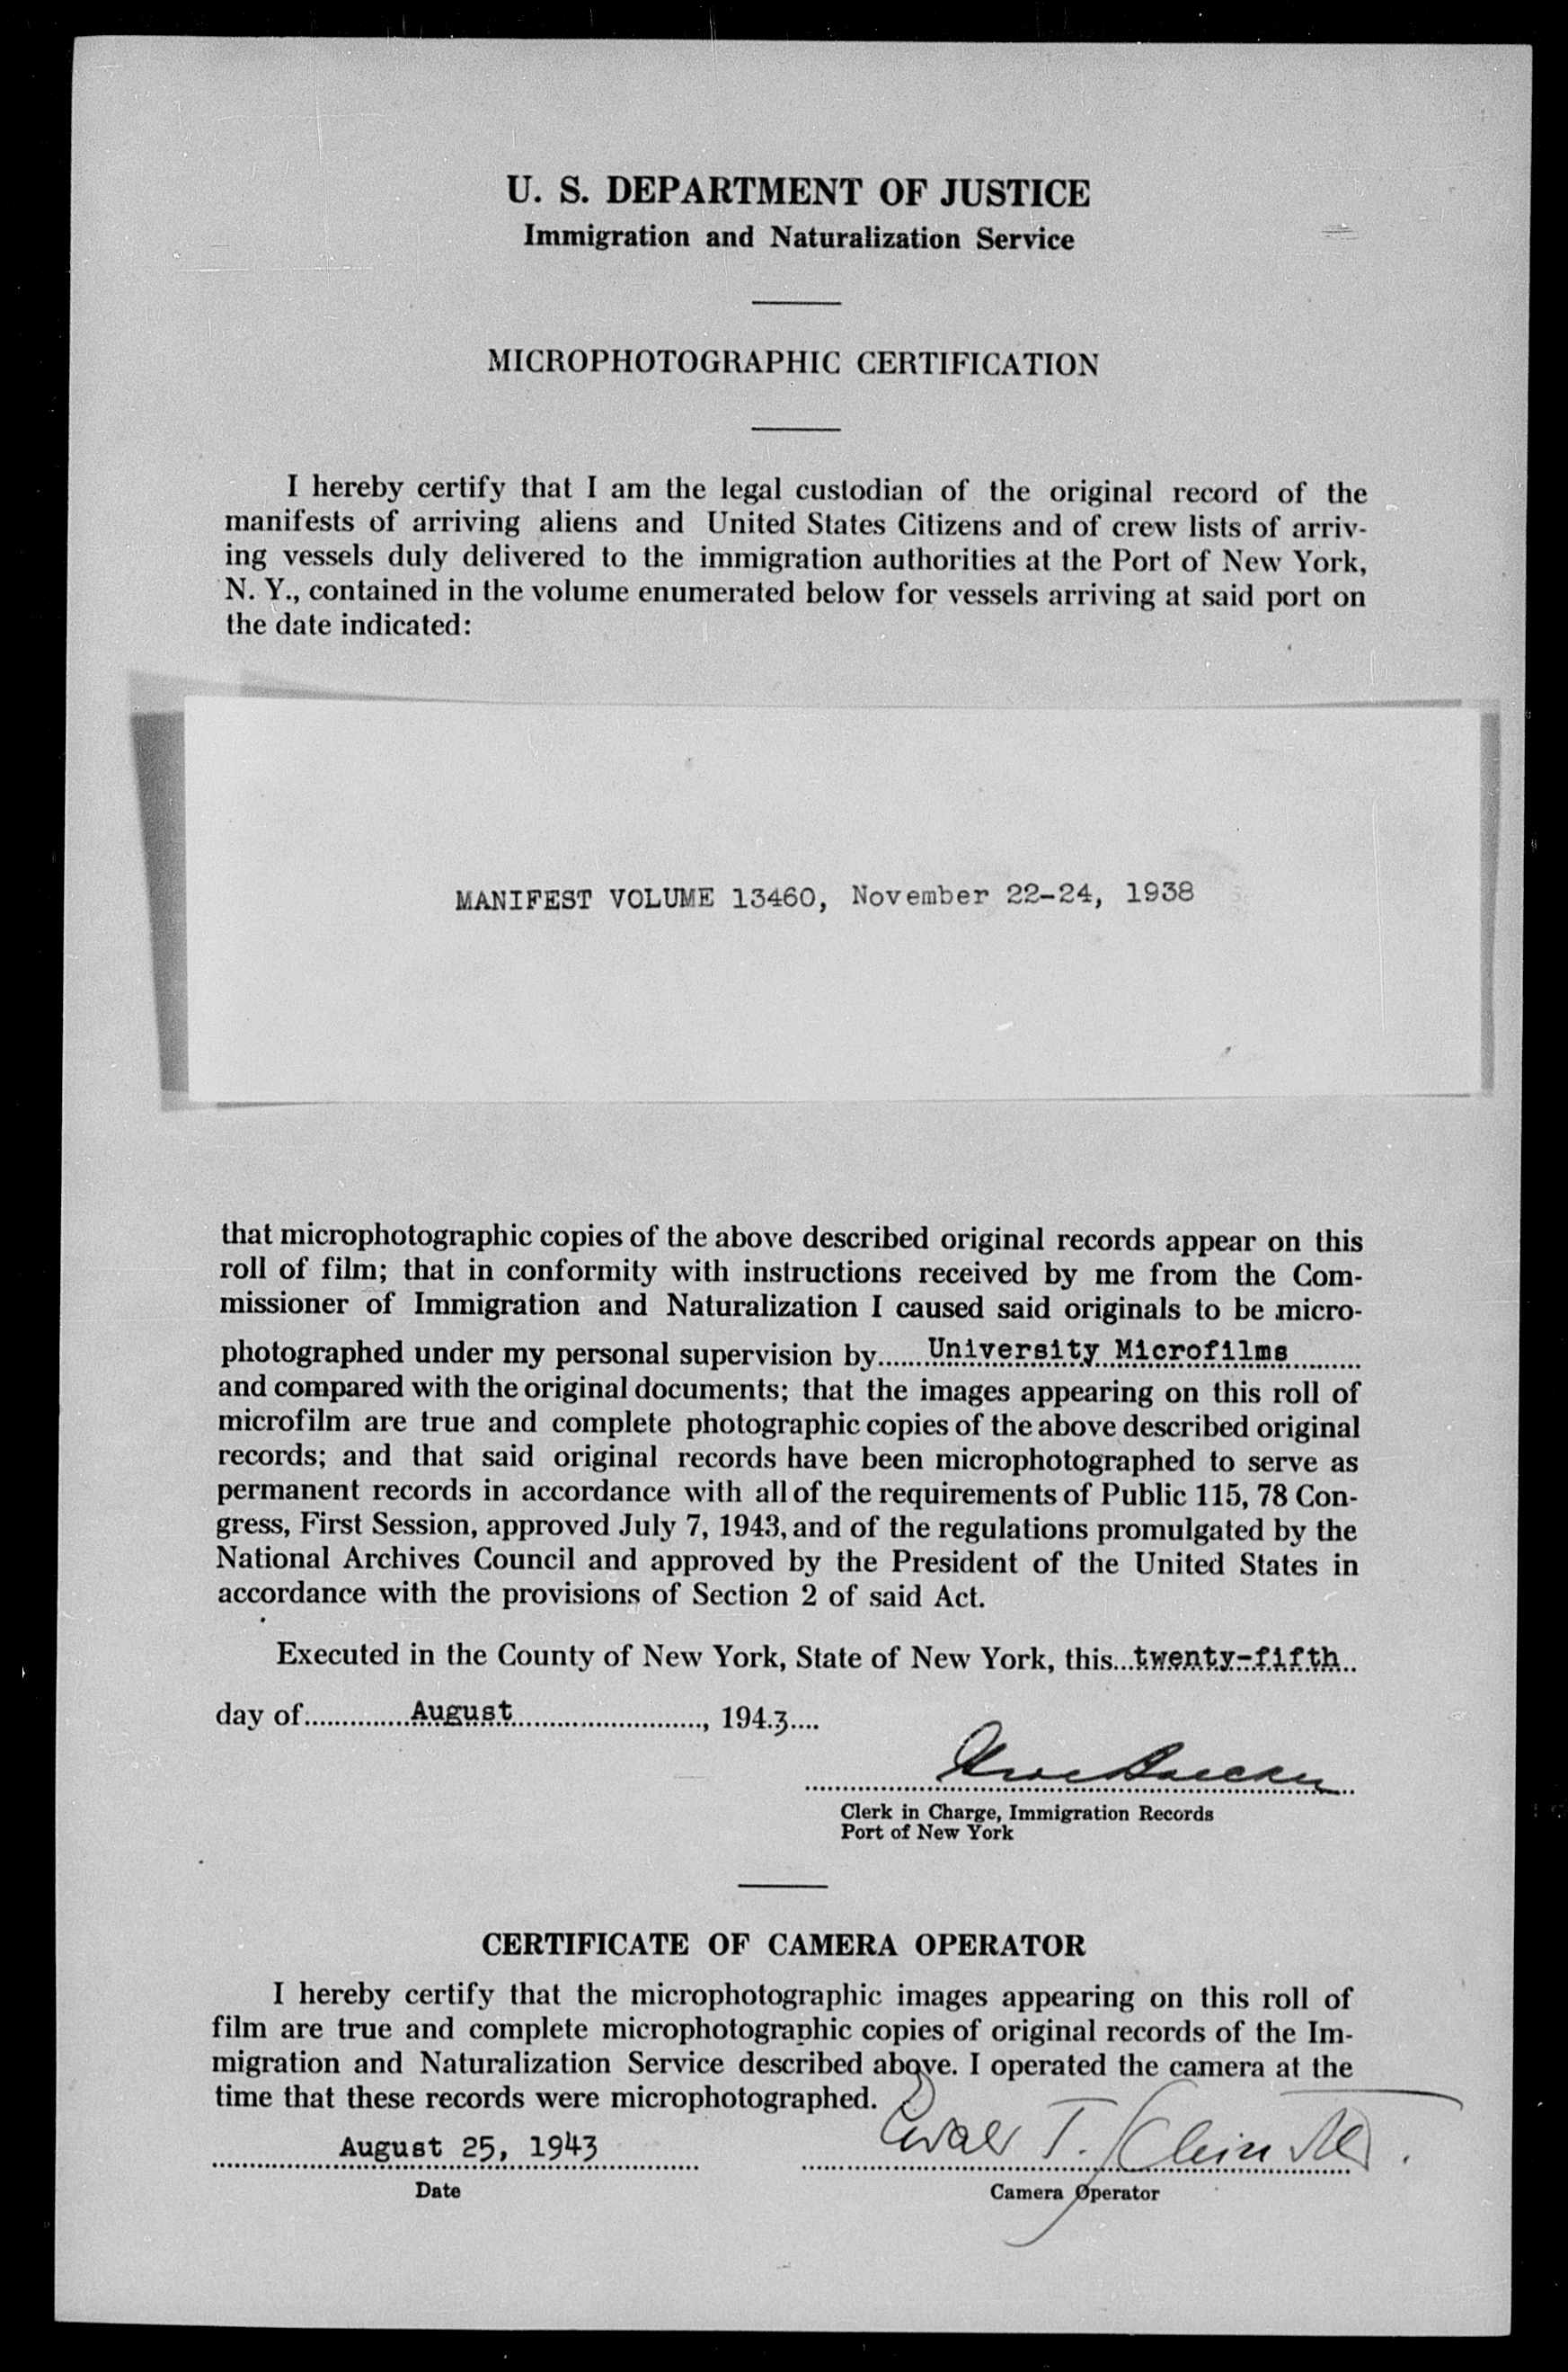 U. S. DEPARTMENT OF JUSTICE
Immigration and Naturalization Service
MICROPHOTOGRAPHIC CERTIFICATION
I hereby certify that I am the legal custodian of the original record of the
manifests of arriving aliens and United States Citizens and of crew lists of arriv-
ing vessels duly delivered to the immigration authorities at the Port of New York,
N. Y., contained in the volume enumerated below for vessels arriving at said port on
the date indicated:
MANIFEST VOLUME 13460, November 22-24, 1938
that microphotographic copies of the above described original records appear on this
roll of film; that in conformity with instructions received by me from the Com-
missioner of Immigration and Naturalization I caused said originals to be micro-
photographed under my personal supervision by......University Microfilms..........
and compared with the original documents; that the images appearing on this roll of
microfilm are true and complete photographic copies of the above described original
records; and that said original records have been microphotographed to serve as
permanent records in accordance with all of the requirements of Public 115, 78 Con-
gress, First Session, approved July 7, 1943, and of the regulations promulgated by the
National Archives Council and approved by the President of the United States in
accordance with the provisions of Section 2 of said Act.
Executed in the County of New York, State of New York, this...twenty-fifth..
day of..............August.........................., 194.3....
Clerk in Charge, Immigration Records
Port of New York
CERTIFICATE OF CAMERA OPERATOR
I hereby certify that the microphotographic images appearing on this roll of
film are true and complete microphotographic copies of original records of the Im-
migration and Naturalization Service described above. I operated the camera at the
time that these records were microphotographed.
August 25, 1943
T.
Date
Camera Operator